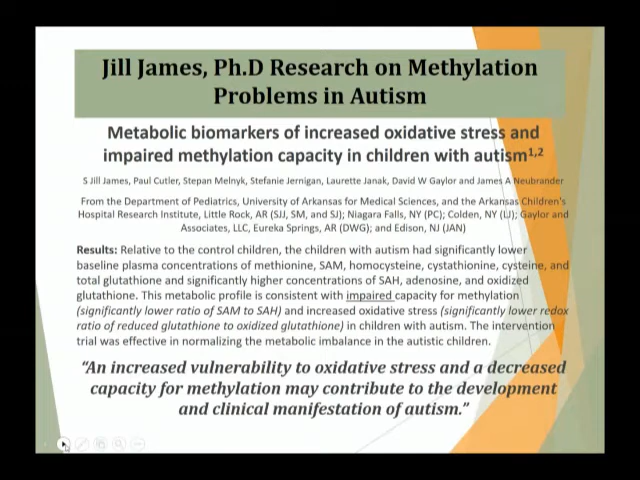 Jill James, Ph.D Research on Methylation
Problems in Autism
Metabolic biomarkers of increased oxidative stress and
impaired methylation capacity in children with autism1,2
S Jill James, Paul Cutler, Stepan Melnyk, Stefanie Jernigan, Laurette Janak, David W Gaylor and James A Neubrander
From the Department of Pediatrics, University of Arkansas for Medical Sciences, and the Arkansas Children's
Hospital Research Institute, Little Rock, AR (SJJ, SM, and SJ); Niagara Falls, NY (PC); Colden, NY (LJ); Gaylor and
Associates, LLC, Eureka Springs, AR (DWG); and Edison, NJ (JAN)
Results: Relative to the control children, the children with autism had significantly lower
baseline plasma concentrations of methionine, SAM, homocysteine, cystathionine, cysteine, and
total glutathione and significantly higher concentrations of SAH, adenosine, and oxidized
glutathione. This metabolic profile is consistent with impaired capacity for methylation
(significantly lower ratio of SAM to SAH) and increased oxidative stress (significantly lower redox
ratio of reduced glutathione to oxidized glutathione) in children with autism. The intervention
trial was effective in normalizing the metabolic imbalance in the autistic children.
“An increased vulnerability to oxidative stress and a decreased
capacity for methylation may contribute to the development
and clinical manifestation of autism.”